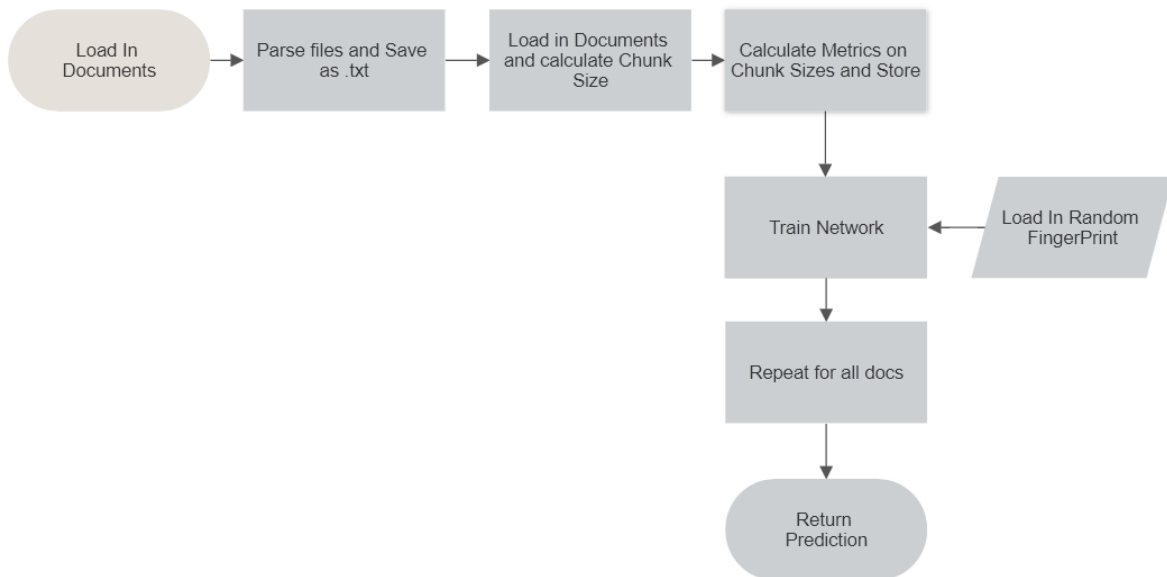 Load In
Documents
Parse files and Save
as .txt
Load in Documents
and calculate Chunk
Size
Calculate Metrics on
Chunk Sizes and Store
Train Network
Load In Random
FingerPrint
Repeat for all docs
Return
Prediction